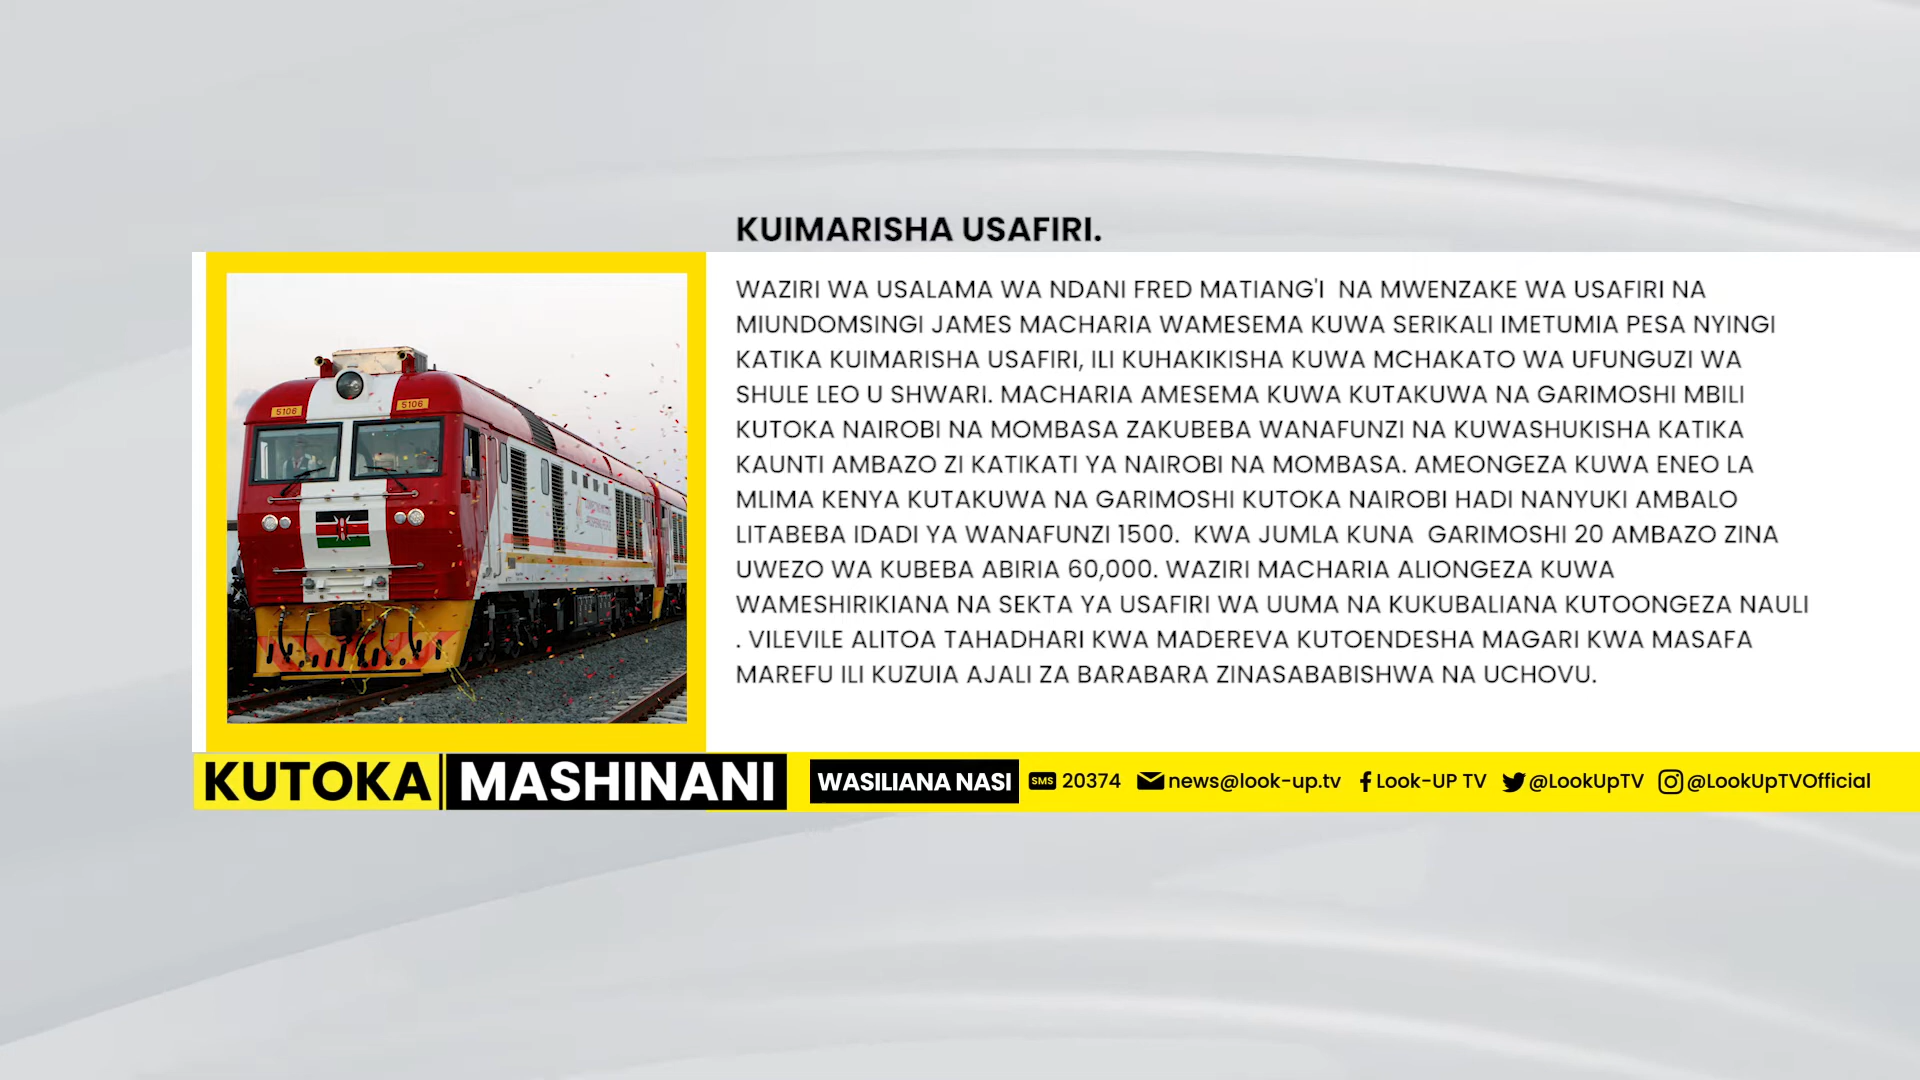 KUIMARISHA USAFIRI.
WAZIRI WA USALAMA WA NDANI FRED MATIANG'I  NA MWENZAKE WA USAFIRI NA
MIUNDOMSINGI JAMES MACHARIA WAMESEMA KUWA SERIKALI IMETUMIA PESA NYINGI
KATIKA KUIMARISHA USAFIRI, ILI KUHAKIKISHA KUWA MCHAKATO WA UFUNGUZI WA
SHULE LEO U SHWARI. MACHARIA AMESEMA KUWA KUTAKUWA NA GARIMOSHI MBILI
KUTOKA NAIROBI NA MOMBASA ZAKUBEBA WANAFUNZI NA KUWASHUKISHA KATIKA
KAUNTI AMBAZO ZI KATIKATI YA NAIROBI NA MOMBASA. AMEONGEZA KUWA ENEO LA
MLIMA KENYA KUTAKUWA NA GARIMOSHI KUTOKA NAIROBI HADI NANYUKI AMBALO
LITABEBA IDADI YA WANAFUNZI 1500.  KWA JUMLA KUNA  GARIMOSHI 20 AMBAZO ZINA
UWEZO WA KUBEBA ABIRIA 60,000. WAZIRI MACHARIA ALIONGEZA KUWA
WAMESHIRIKIANA NA SEKTA YA USAFIRI WA UUMA NA KUKUBALIANA KUTOONGEZA NAULI
. VILEVILE ALITOA TAHADHARI KWA MADEREVA KUTOENDESHA MAGARI KWA MASAFA
MAREFU ILI KUZUIA AJALI ZA BARABARA ZINASABABISHWA NA UCHOVU.
5106 5106
KUTOKA MASHINANI WASILIANA NASI SMS 20374 news@look-up.tv Look-UP TV @LookUpTV @LookUpTVOfficial